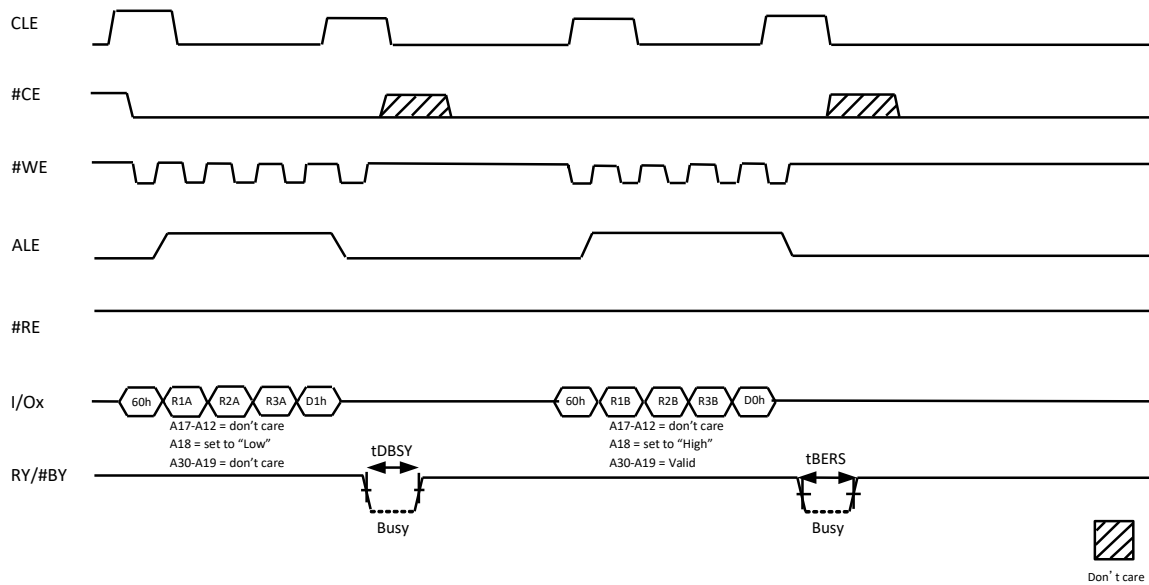 CLE
#CE
#WE
ALE
#RE
I/Ox
60h R1A R2A R3A D1h
60h R1B R2B R3B D0h
A17-A12 = don't care
A18 = set to "Low"
A30-A19 = don't care
A17-A12 = don't care
A18 = set to "High"
A30-A19 = Valid
tDBSY
tBERS
RY/#BY
Busy
Busy
Don't care